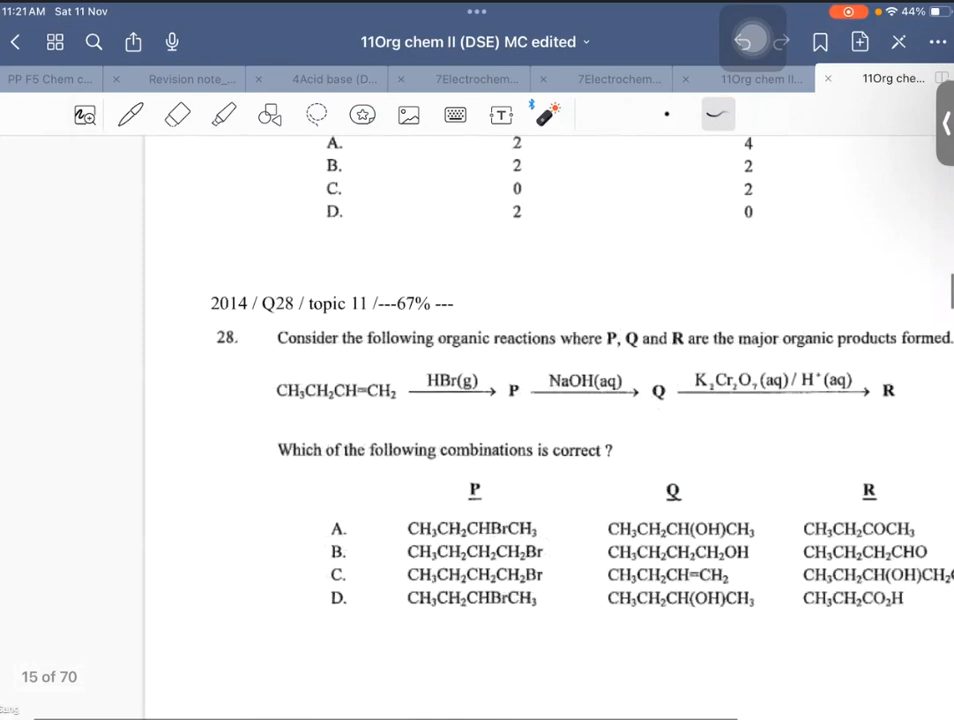 11:21AM Sat 11 Nov
44%
11Org chem II (DSE) MC edited
PP F5 Chem c... × Revision note_... × 4Acid base (D... × 7Electrochem... × 7Electrochem... × 11Org chem II... × 11Org che...
A. 2 4
B. 2 2
C. 0 2
D. 2 0
2014 / Q28 / topic 11 /---67% ---
28. Consider the following organic reactions where P, Q and R are the major organic products formed.
CH₃CH₂CH=CH₂ HBr(g) → P NaOH(aq) → Q K₂Cr₂O₇(aq) / H⁺(aq) → R
Which of the following combinations is correct ?
P Q R
A. CH₃CH₂CHBrCH₃ CH₃CH₂CH(OH)CH₃ CH₃CH₂COCH₃
B. CH₃CH₂CH₂CH₂Br CH₃CH₂CH₂CH₂OH CH₃CH₂CH₂CHO
C. CH₃CH₂CH₂CH₂Br CH₃CH₂CH=CH₂ CH₃CH₂CH(OH)CH₂
D. CH₃CH₂CHBrCH₃ CH₃CH₂CH(OH)CH₃ CH₃CH₂CO₂H
15 of 70